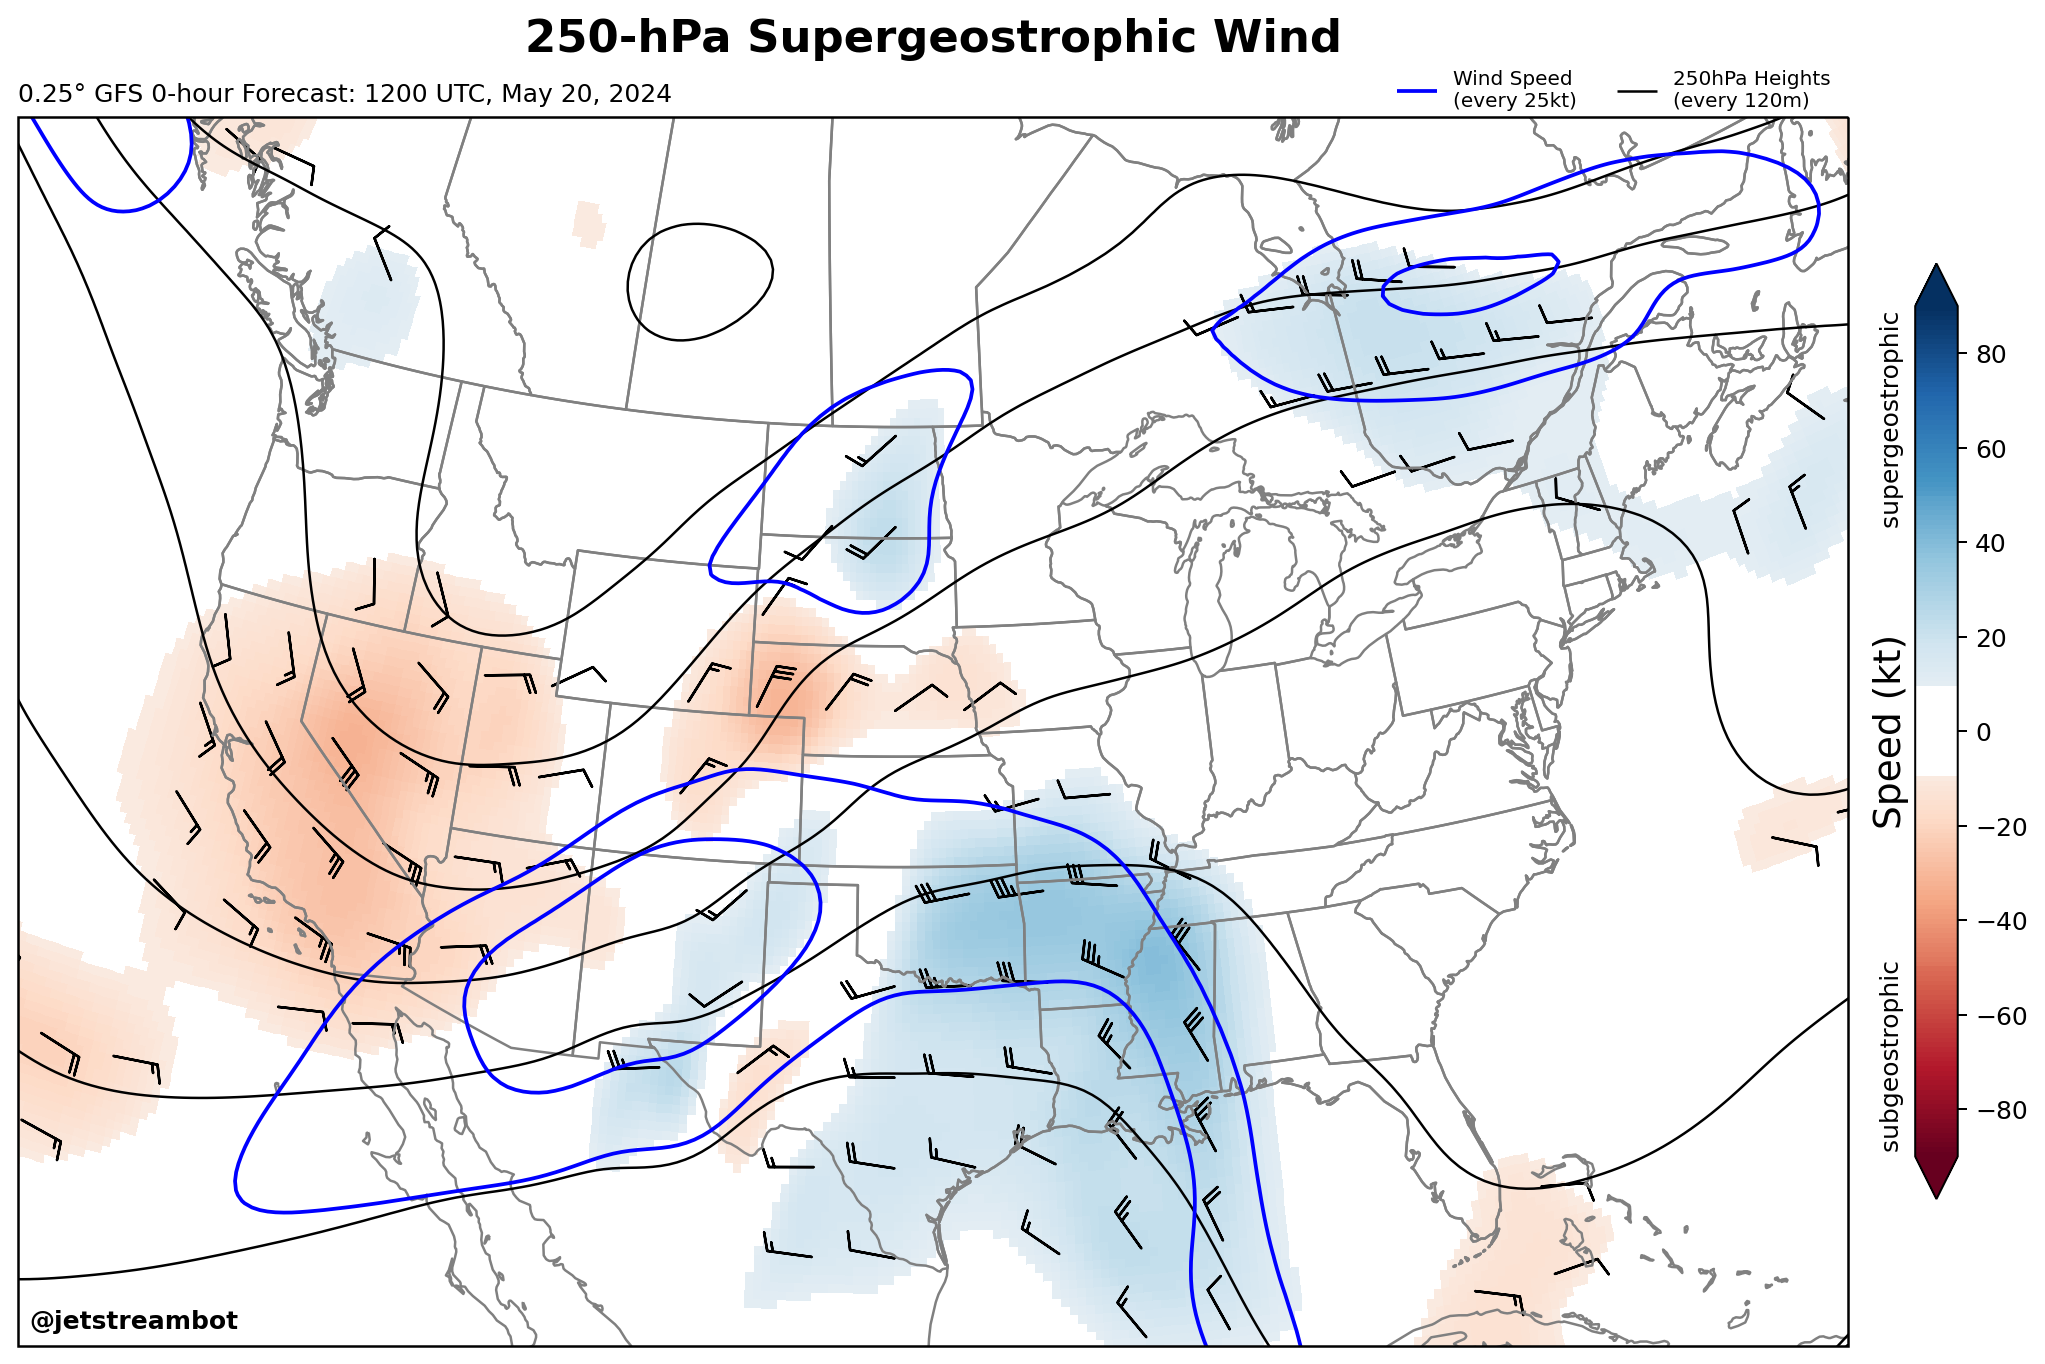 250-hPa Supergeostrophic Wind
0.25° GFS 0-hour Forecast: 1200 UTC, May 20, 2024
Wind Speed
(every 25kt)
250hPa Heights
(every 120m)
supergeostrophic
Speed (kt)
subgeostrophic
80
60
40
20
0
−20
−40
−60
−80
@jetstreambot